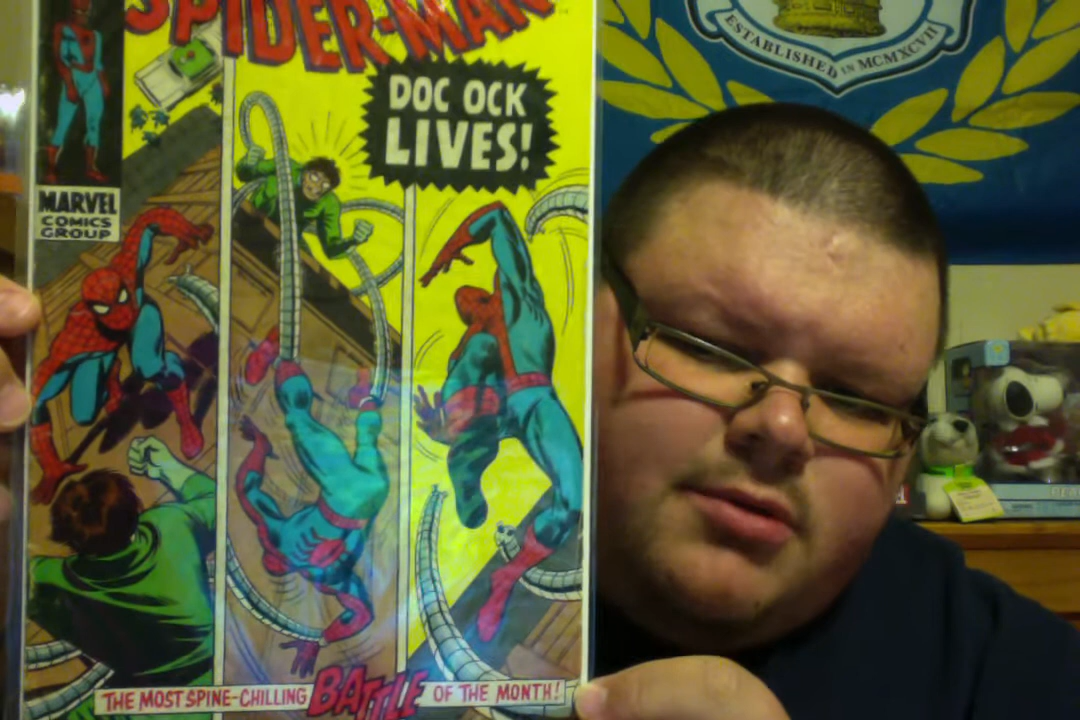 SPIDER-MAN
DOC OCK
LIVES!
MARVEL
COMICS
GROUP
ESTABLISHED IN MCMXCVII
THE MOST SPINE-CHILLING BATTLE OF THE MONTH!